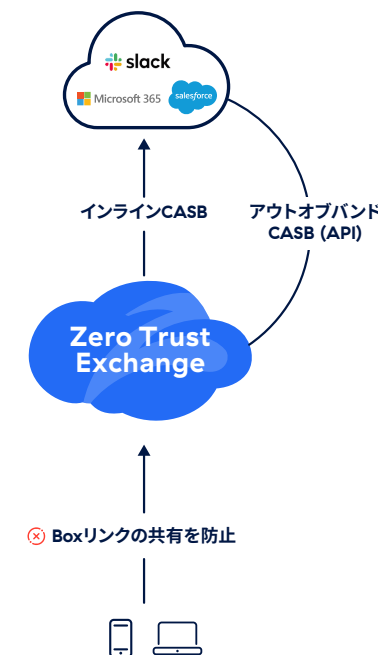 slack
Microsoft 365
salesforce
インラインCASB
アウトオブバンド
CASB (API)
Zero Trust
Exchange
Boxリンクの共有を防止